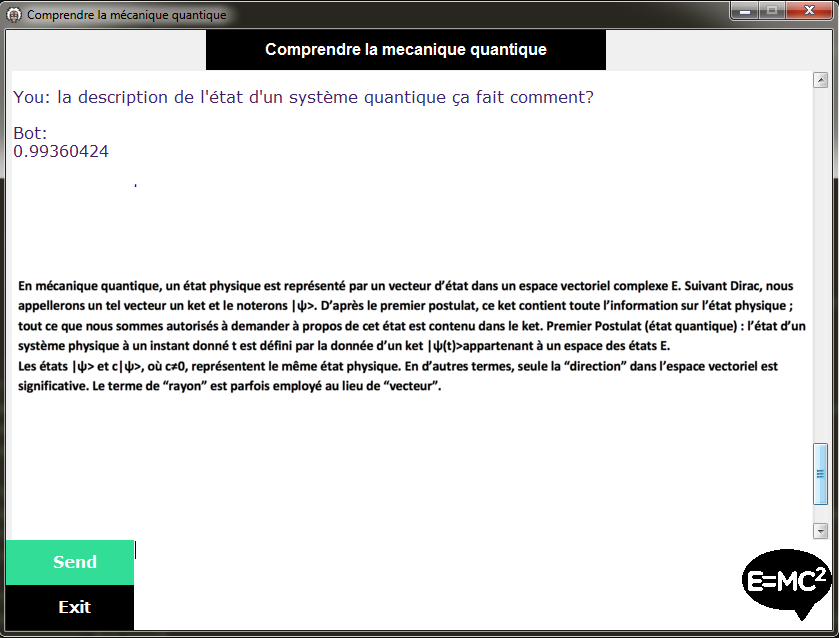 Comprendre la mécanique quantique
Comprendre la mecanique quantique
You: la description de l'état d'un système quantique ça fait comment?
Bot:
0.99360424
En mécanique quantique, un état physique est représenté par un vecteur d’état dans un espace vectoriel complexe E. Suivant Dirac, nous
appellerons un tel vecteur un ket et le noterons |ψ>. D’après le premier postulat, ce ket contient toute l’information sur l’état physique ;
tout ce que nous sommes autorisés à demander à propos de cet état est contenu dans le ket. Premier Postulat (état quantique) : l’état d’un
système physique à un instant donné t est défini par la donnée d’un ket |ψ(t)>appartenant à un espace des états E.
Les états |ψ> et c|ψ>, où c≠0, représentent le même état physique. En d’autres termes, seule la “direction” dans l’espace vectoriel est
significative. Le terme de “rayon” est parfois employé au lieu de “vecteur”.
Send
Exit
E=MC²